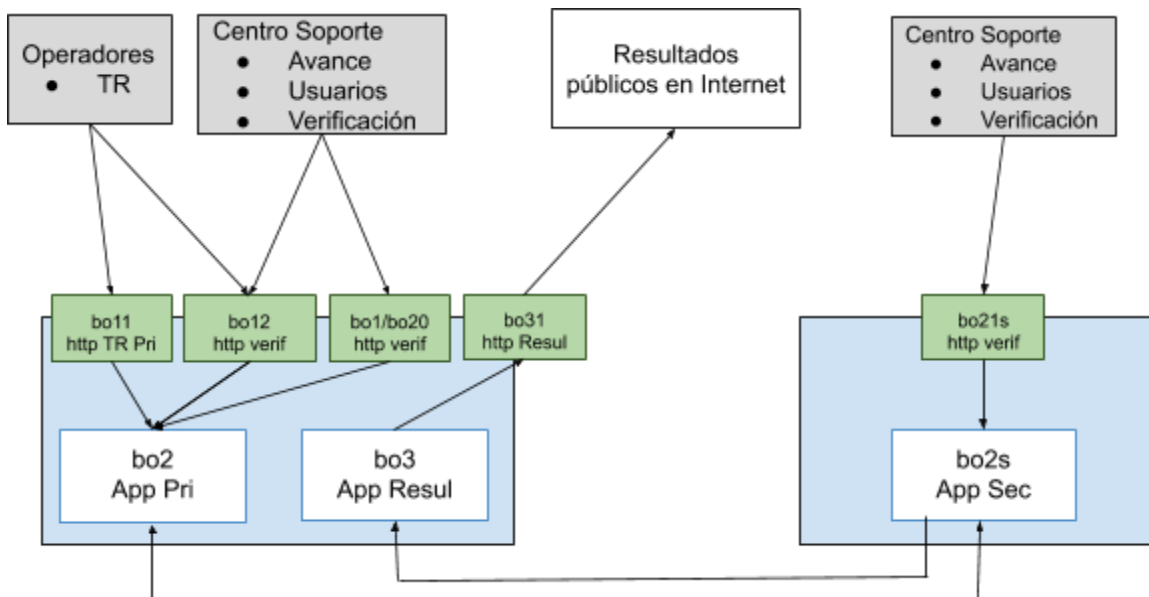 Operadores
● TR
Centro Soporte
● Avance
● Usuarios
● Verificación
Resultados
públicos en Internet
Centro Soporte
● Avance
● Usuarios
● Verificación
bo11
http TR Pri
bo12
http verif
bo1/bo20
http verif
bo31
http Resul
bo21s
http verif
bo2
App Pri
bo3
App Resul
bo2s
App Sec